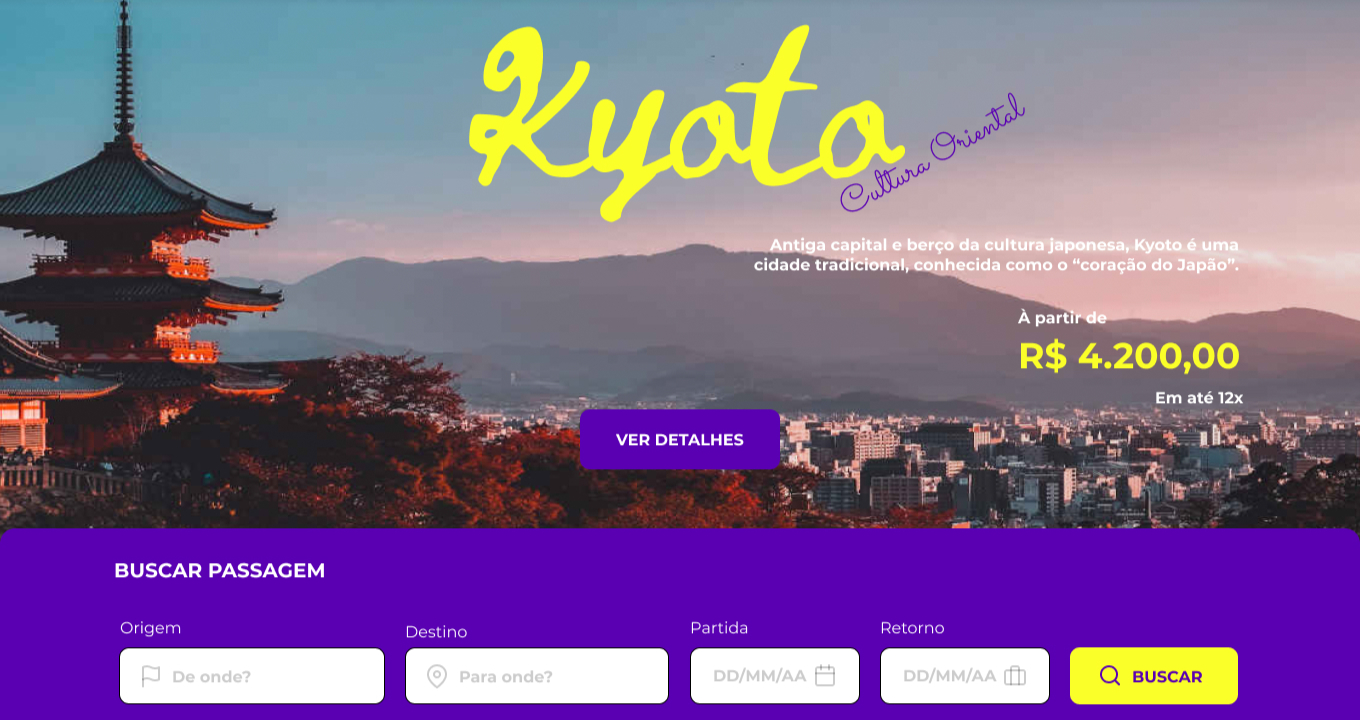 Kyoto
Cultura Oriental
Antiga capital e berço da cultura japonesa, Kyoto é uma
cidade tradicional, conhecida como o “coração do Japão”.
À partir de
R$ 4.200,00
Em até 12x
VER DETALHES
BUSCAR PASSAGEM
Origem
Destino
Partida
Retorno
De onde?
Para onde?
DD/MM/AA
DD/MM/AA
BUSCAR